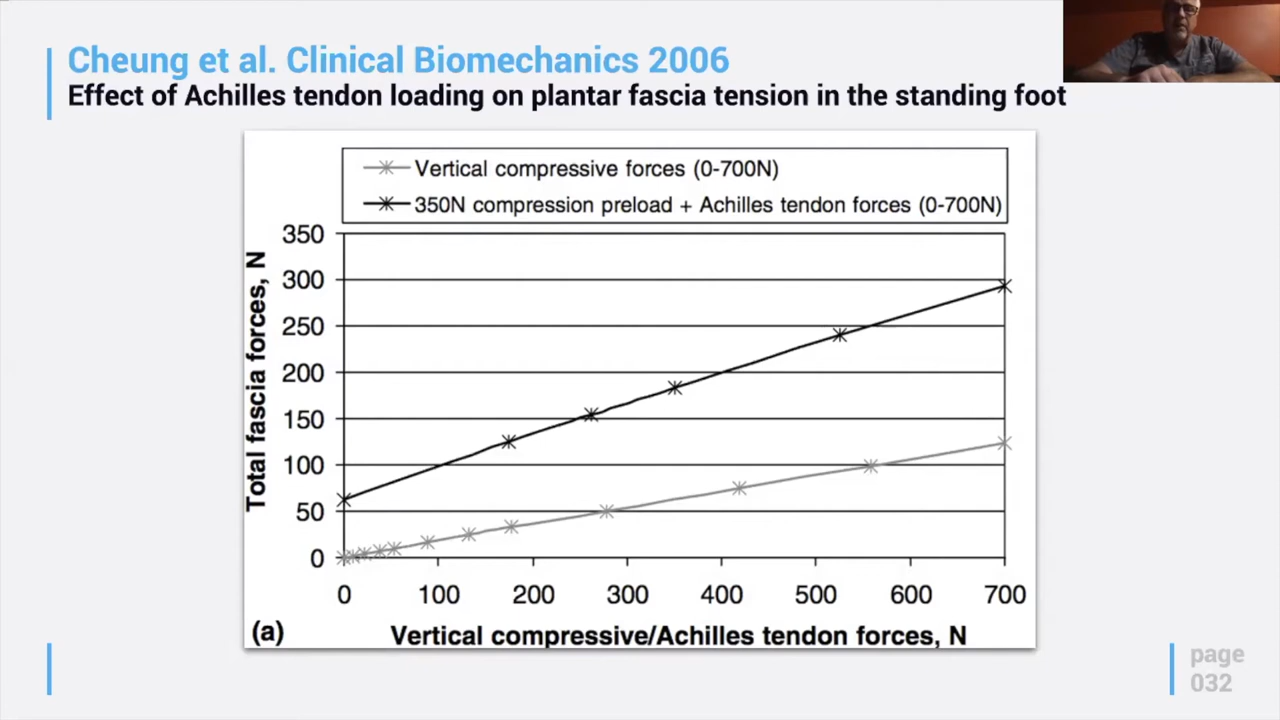 Cheung et al. Clinical Biomechanics 2006
Effect of Achilles tendon loading on plantar fascia tension in the standing foot
Vertical compressive forces (0-700N)
350N compression preload + Achilles tendon forces (0-700N)
Total fascia forces, N
350
300
250
200
150
100
50
0
0 100 200 300 400 500 600 700
(a) Vertical compressive/Achilles tendon forces, N
page
032